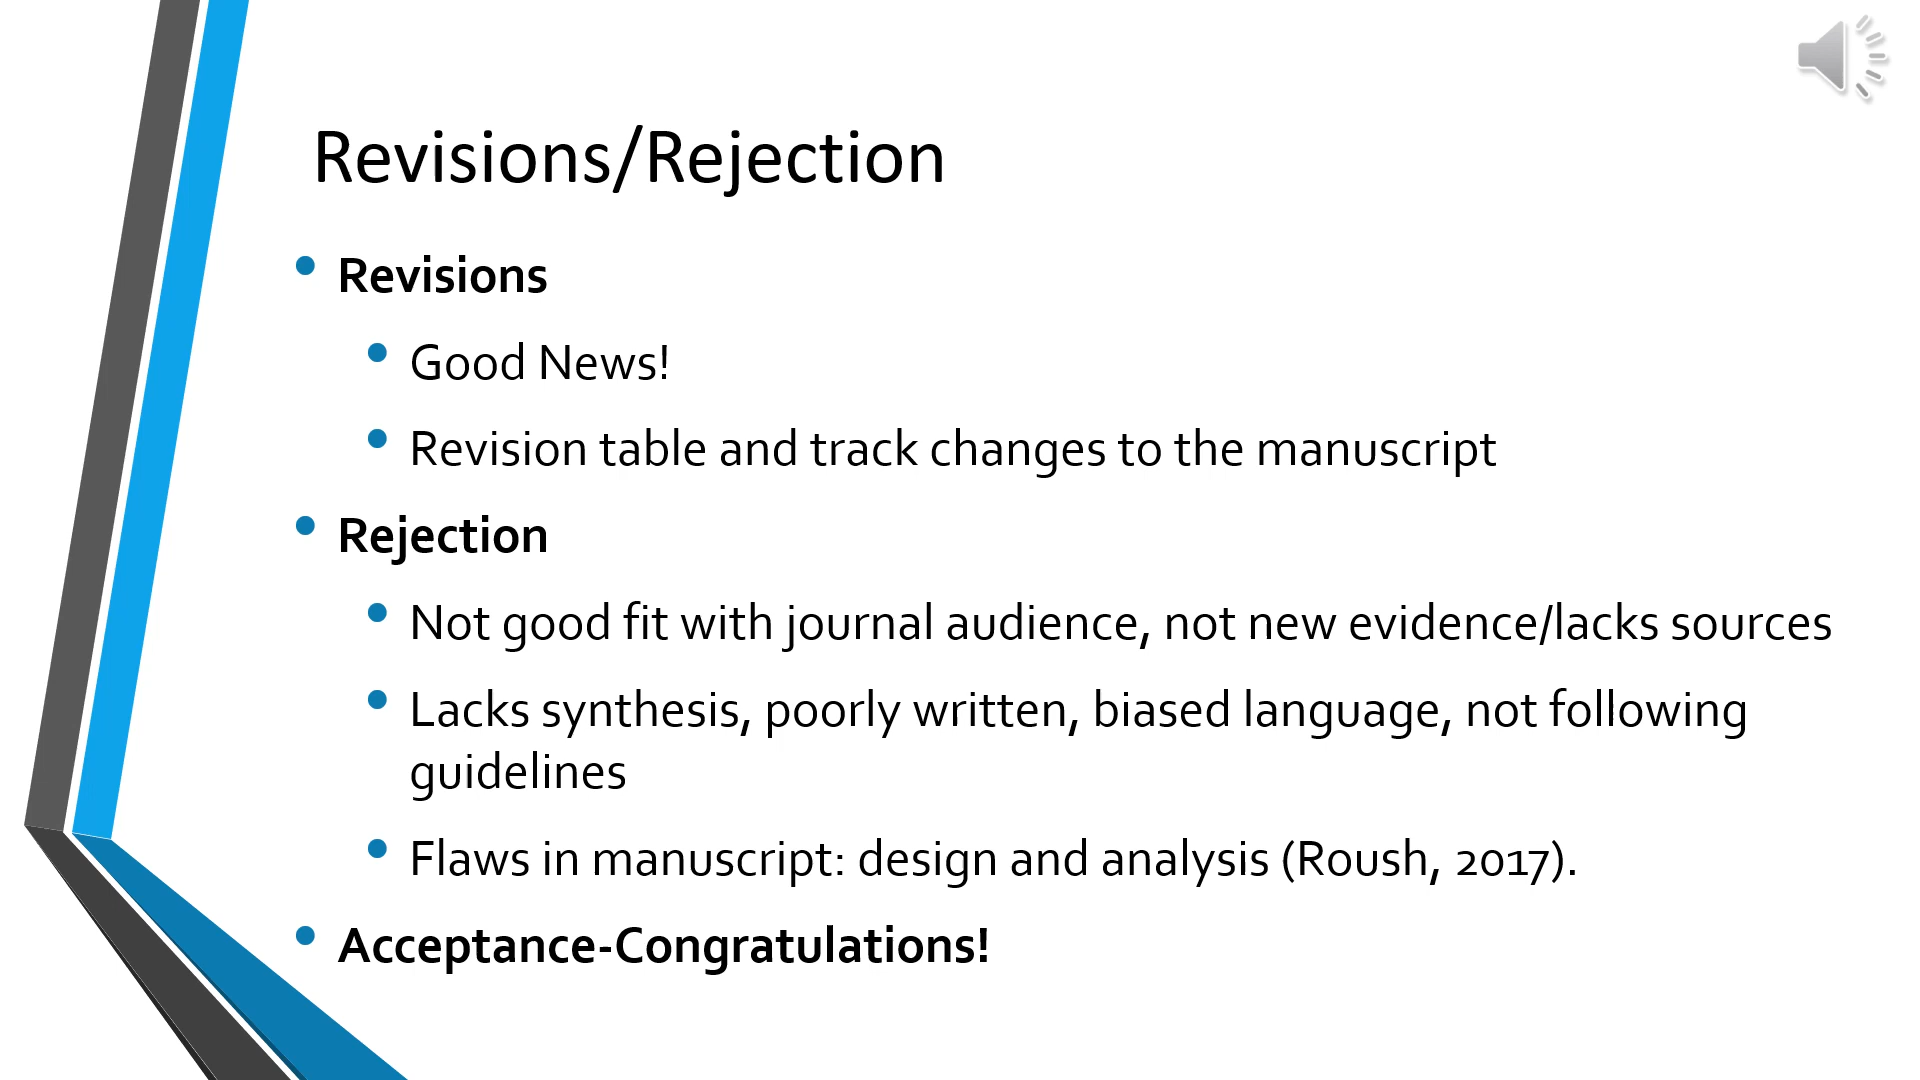 Revisions/Rejection
• Revisions
• Good News!
• Revision table and track changes to the manuscript
• Rejection
• Not good fit with journal audience, not new evidence/lacks sources
• Lacks synthesis, poorly written, biased language, not following
guidelines
• Flaws in manuscript: design and analysis (Roush, 2017).
• Acceptance-Congratulations!